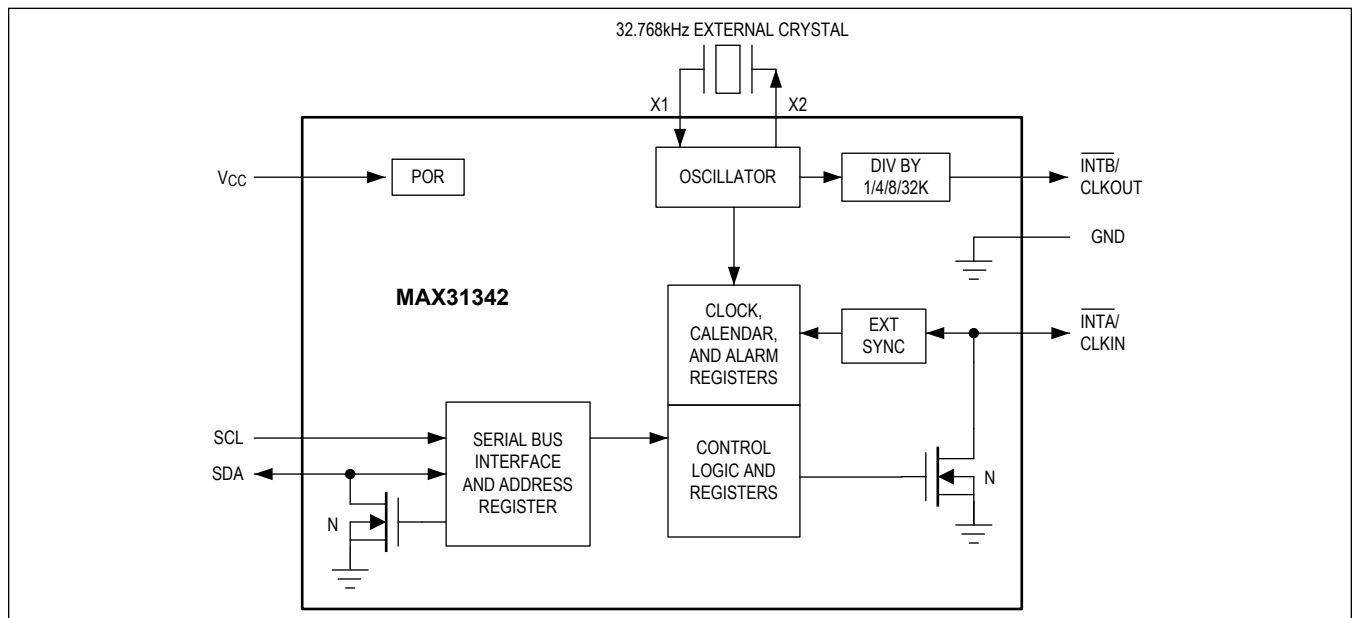 32.768kHz EXTERNAL CRYSTAL
X1
X2
VCC
POR
OSCILLATOR
DIV BY
1/4/8/32K
INTB/
CLKOUT
GND
MAX31342
CLOCK,
CALENDAR,
AND ALARM
REGISTERS
EXT
SYNC
INTA/
CLKIN
SCL
SDA
SERIAL BUS
INTERFACE
AND ADDRESS
REGISTER
CONTROL
LOGIC AND
REGISTERS
N
N